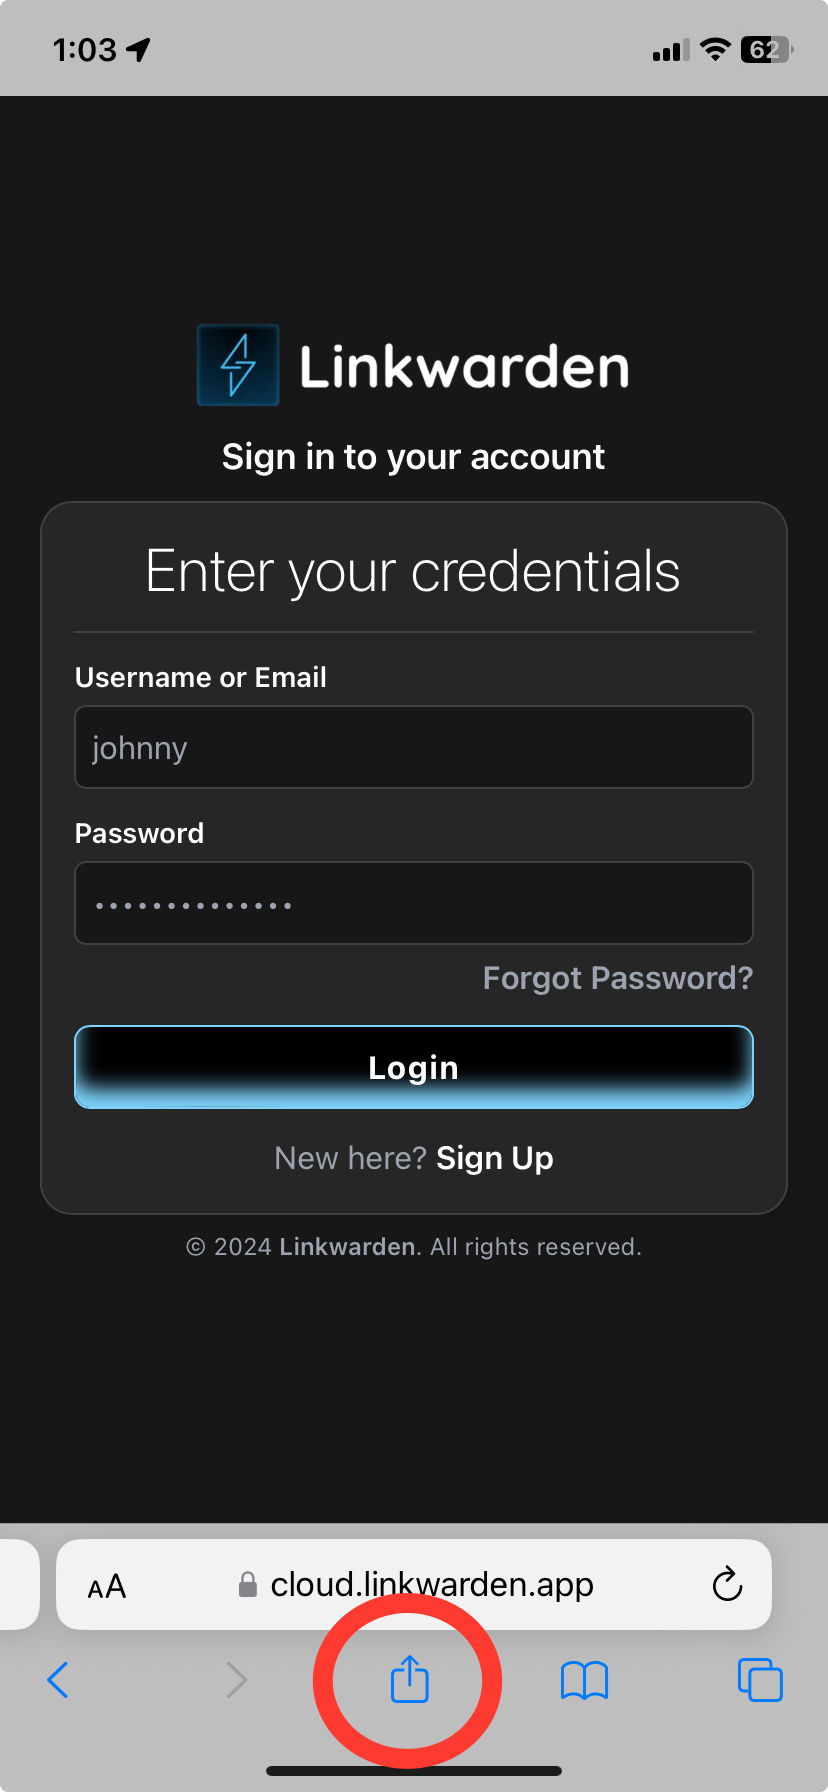 1:03
62
Linkwarden
Sign in to your account
Enter your credentials
Username or Email
johnny
Password
••••••••••••••
Forgot Password?
Login
New here? Sign Up
© 2024 Linkwarden. All rights reserved.
AA
cloud.linkwarden.app